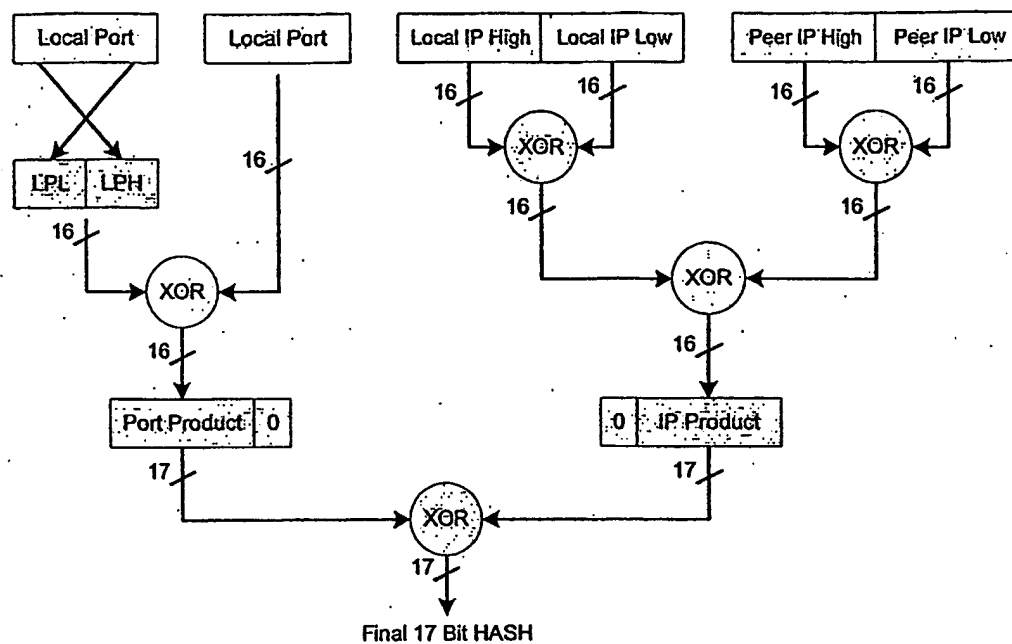 Local Port
Local Port
Local IP High
Local IP Low
Peer IP High
Peer IP Low
16
16
16
16
16
XOR
XOR
LPL
LPH
16
16
16
XOR
XOR
16
16
Port Product
0
0
IP Product
17
17
XOR
17
Final 17 Bit HASH